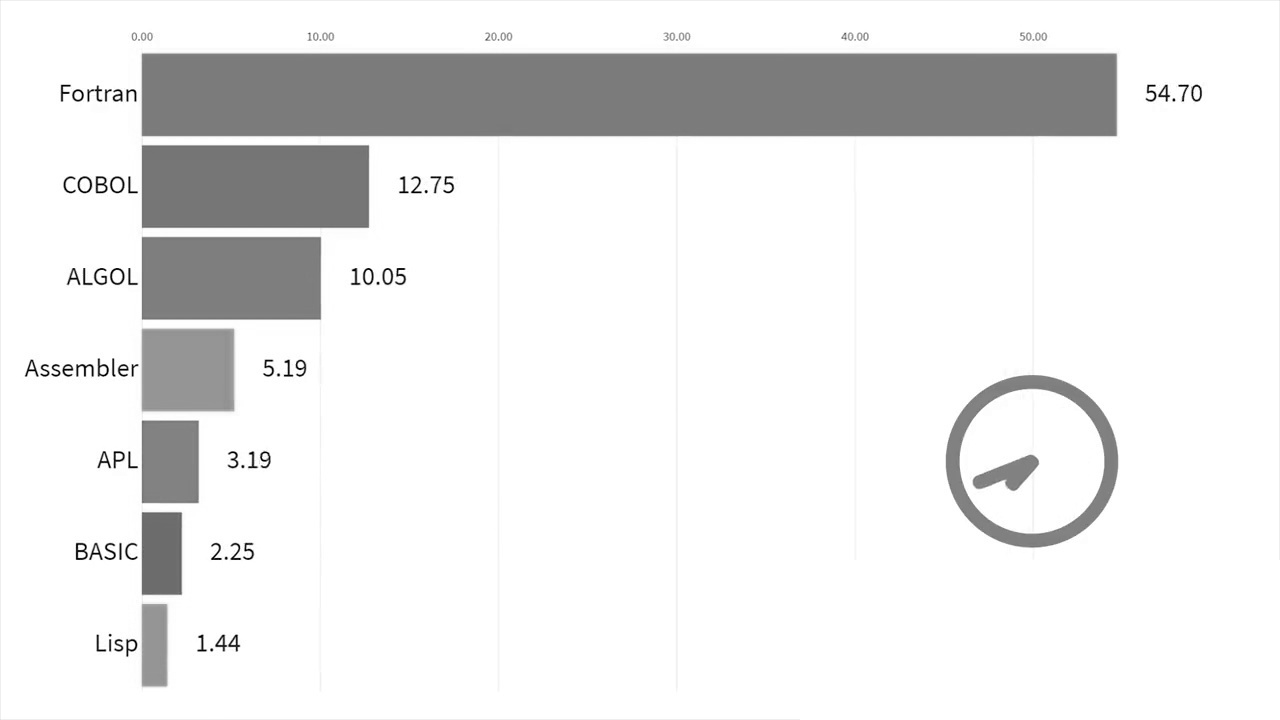 0.00 10.00 20.00 30.00 40.00 50.00
Fortran 54.70
COBOL 12.75
ALGOL 10.05
Assembler 5.19
APL 3.19
BASIC 2.25
Lisp 1.44